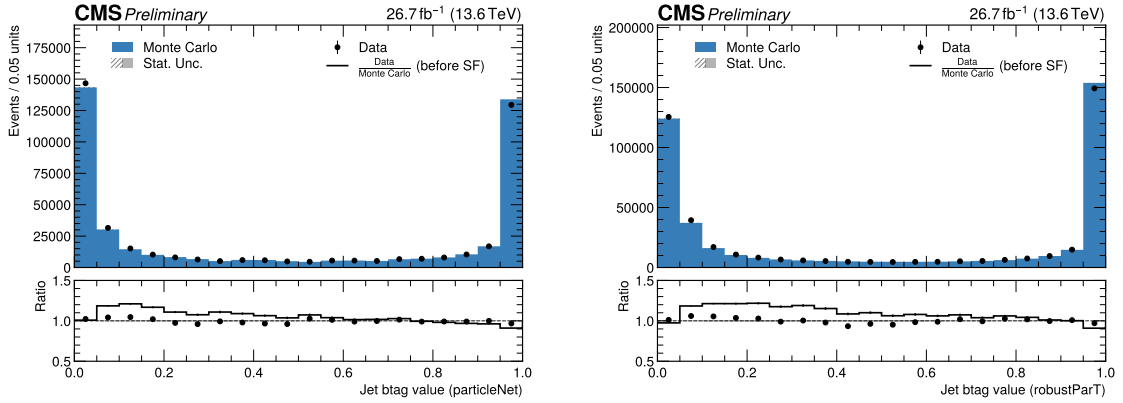 CMS Preliminary 26.7 fb⁻¹ (13.6 TeV)
Events / 0.05 units
175000
150000
125000
100000
75000
50000
25000
0
Monte Carlo
Stat. Unc.
Data
Data
Monte Carlo
(before SF)
Ratio
1.5
1.0
0.5
0.0 0.2 0.4 0.6 0.8 1.0
Jet btag value (particleNet)
CMS Preliminary 26.7 fb⁻¹ (13.6 TeV)
Events / 0.05 units
200000
150000
100000
50000
0
Monte Carlo
Stat. Unc.
Data
Data
Monte Carlo
(before SF)
Ratio
1.5
1.0
0.5
0.0 0.2 0.4 0.6 0.8 1.0
Jet btag value (robustParT)